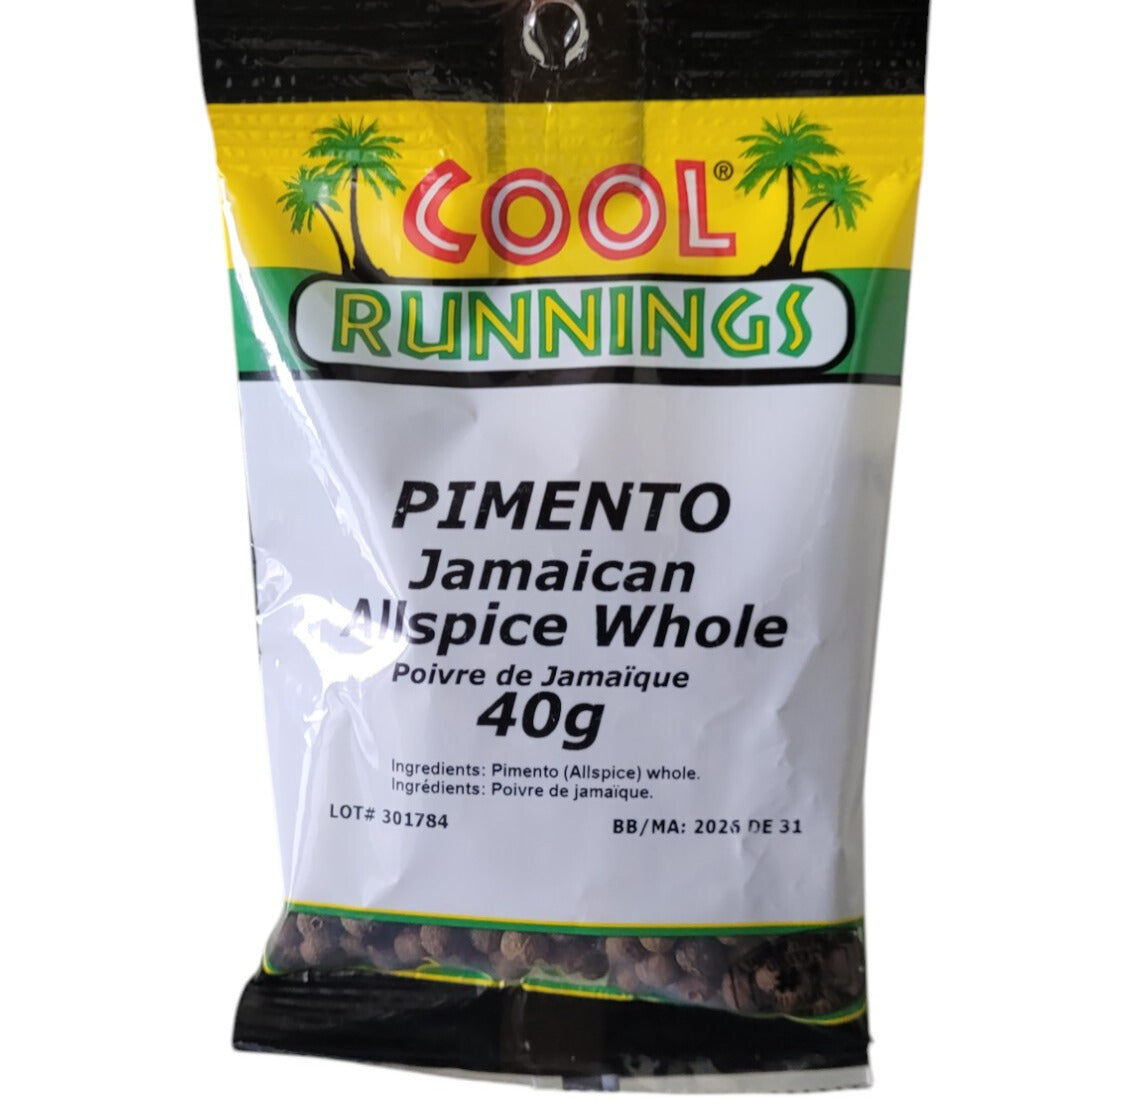 COOL®
RUNNINGS
PIMENTO
Jamaican
Allspice Whole
Poivre de Jamaïque
40g
Ingredients: Pimento (Allspice) whole.
Ingrédients: Poivre de jamaïque.
LOT# 301784
BB/MA: 2026 DE 31